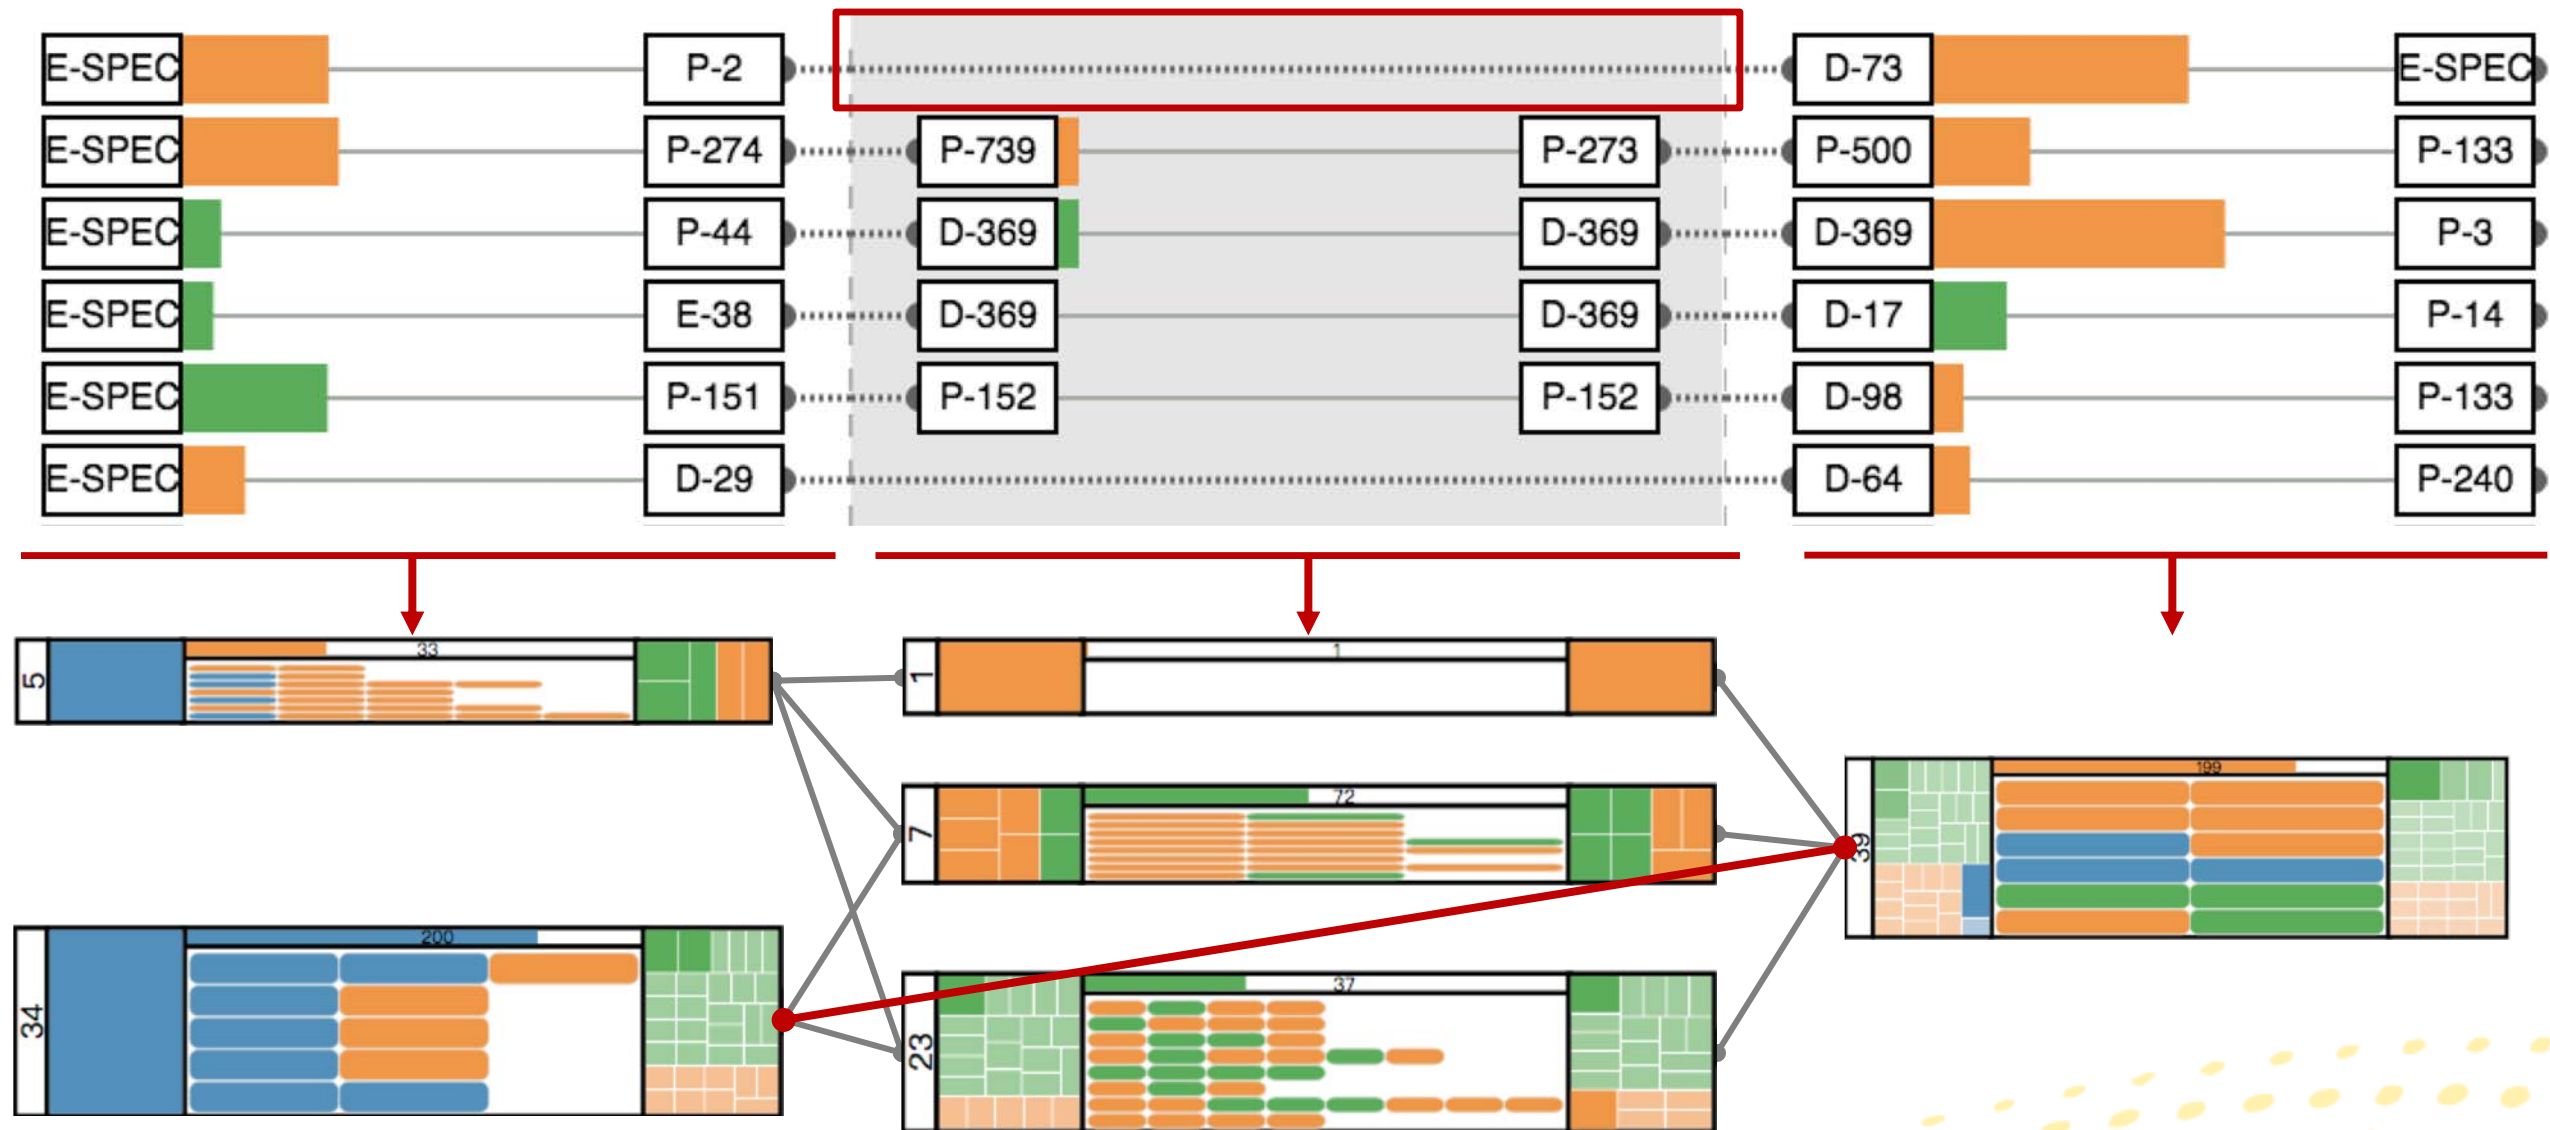 E-SPEC P-2 D-73 E-SPEC
E-SPEC P-274 P-739 P-273 P-500 P-133
E-SPEC P-44 D-369 D-369 D-369 P-3
E-SPEC E-38 D-369 D-369 D-17 P-14
E-SPEC P-151 P-152 P-152 D-98 P-133
E-SPEC D-29 D-64 P-240
5 33
1 1
7 72
39 199
34 200
23 37